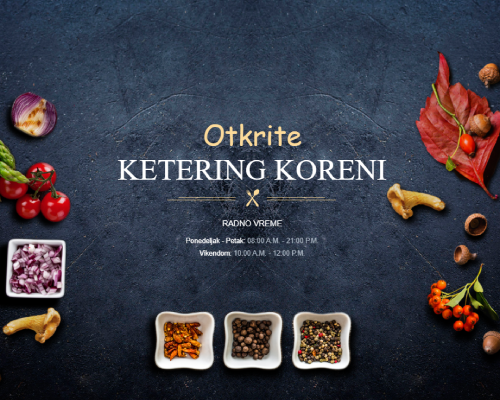 Otkrite
KETERING KORENI
RADNO VREME
Ponedeljak - Petak: 08:00 A.M. - 21:00 P.M.
Vikendom: 10:00 A.M. - 12:00 P.M.